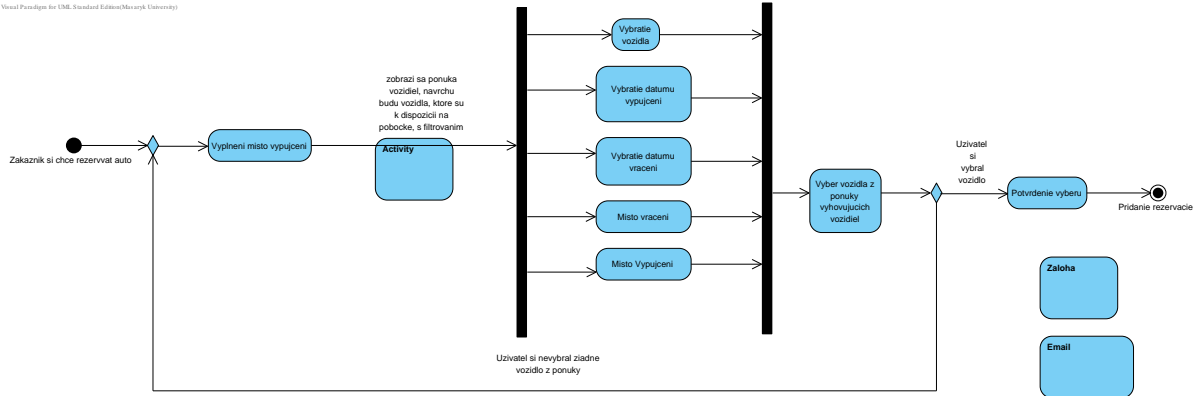 Visual Paradigm for UML Standard Edition(Masaryk University)
Zakaznik si chce rezervvat auto
Vyplneni misto vypujceni
zobrazi sa ponuka
vozidiel, navrchu
budu vozidla, ktore su
k dispozicii na
pobocke, s filtrovanim
Activity
Vybratie
vozidla
Vybratie datumu
vypujceni
Vybratie datumu
vraceni
Misto vraceni
Misto Vypujceni
Uzivatel si nevybral ziadne
vozidlo z ponuky
Vyber vozidla z
ponuky
vyhovujucich
vozidiel
Uzivatel
si
vybral
vozidlo
Potvrdenie vyberu
Pridanie rezervacie
Zaloha
Email